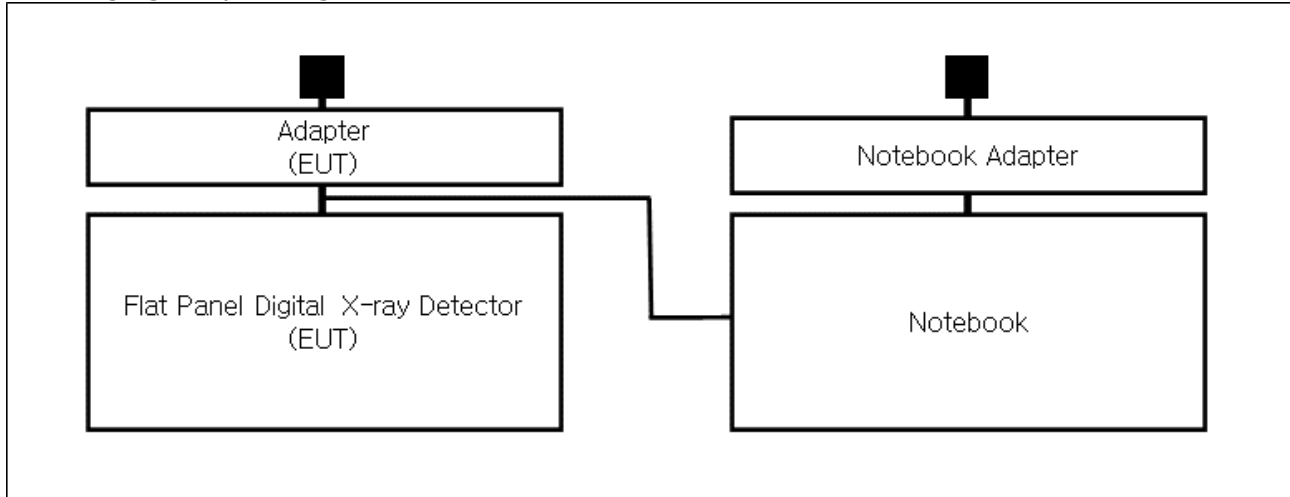 Adapter
(EUT)
Notebook Adapter
Flat Panel Digital X-ray Detector
(EUT)
Notebook